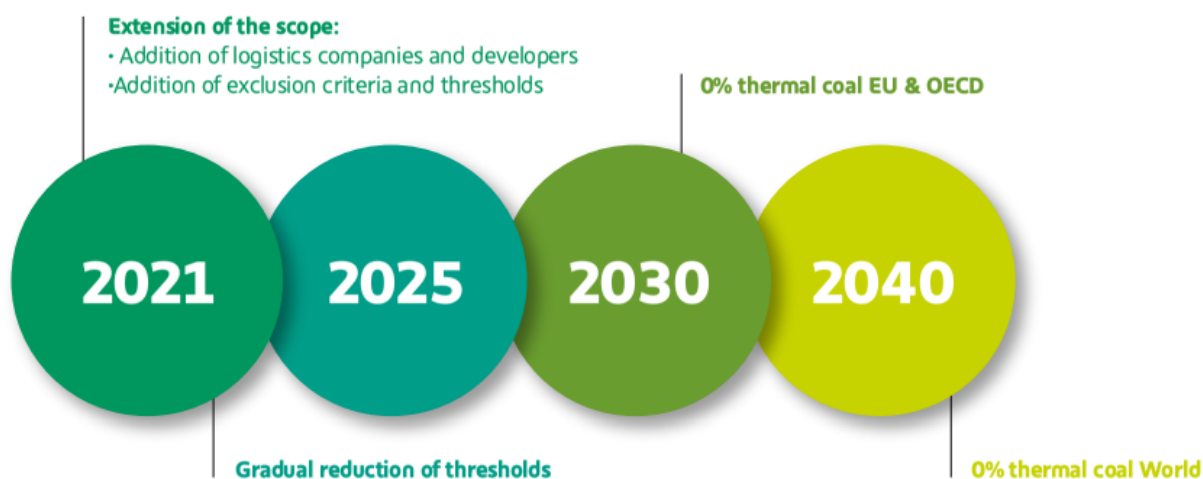 Extension of the scope:
· Addition of logistics companies and developers
·Addition of exclusion criteria and thresholds
0% thermal coal EU & OECD
2021
2025
2030
2040
Gradual reduction of thresholds
0% thermal coal World